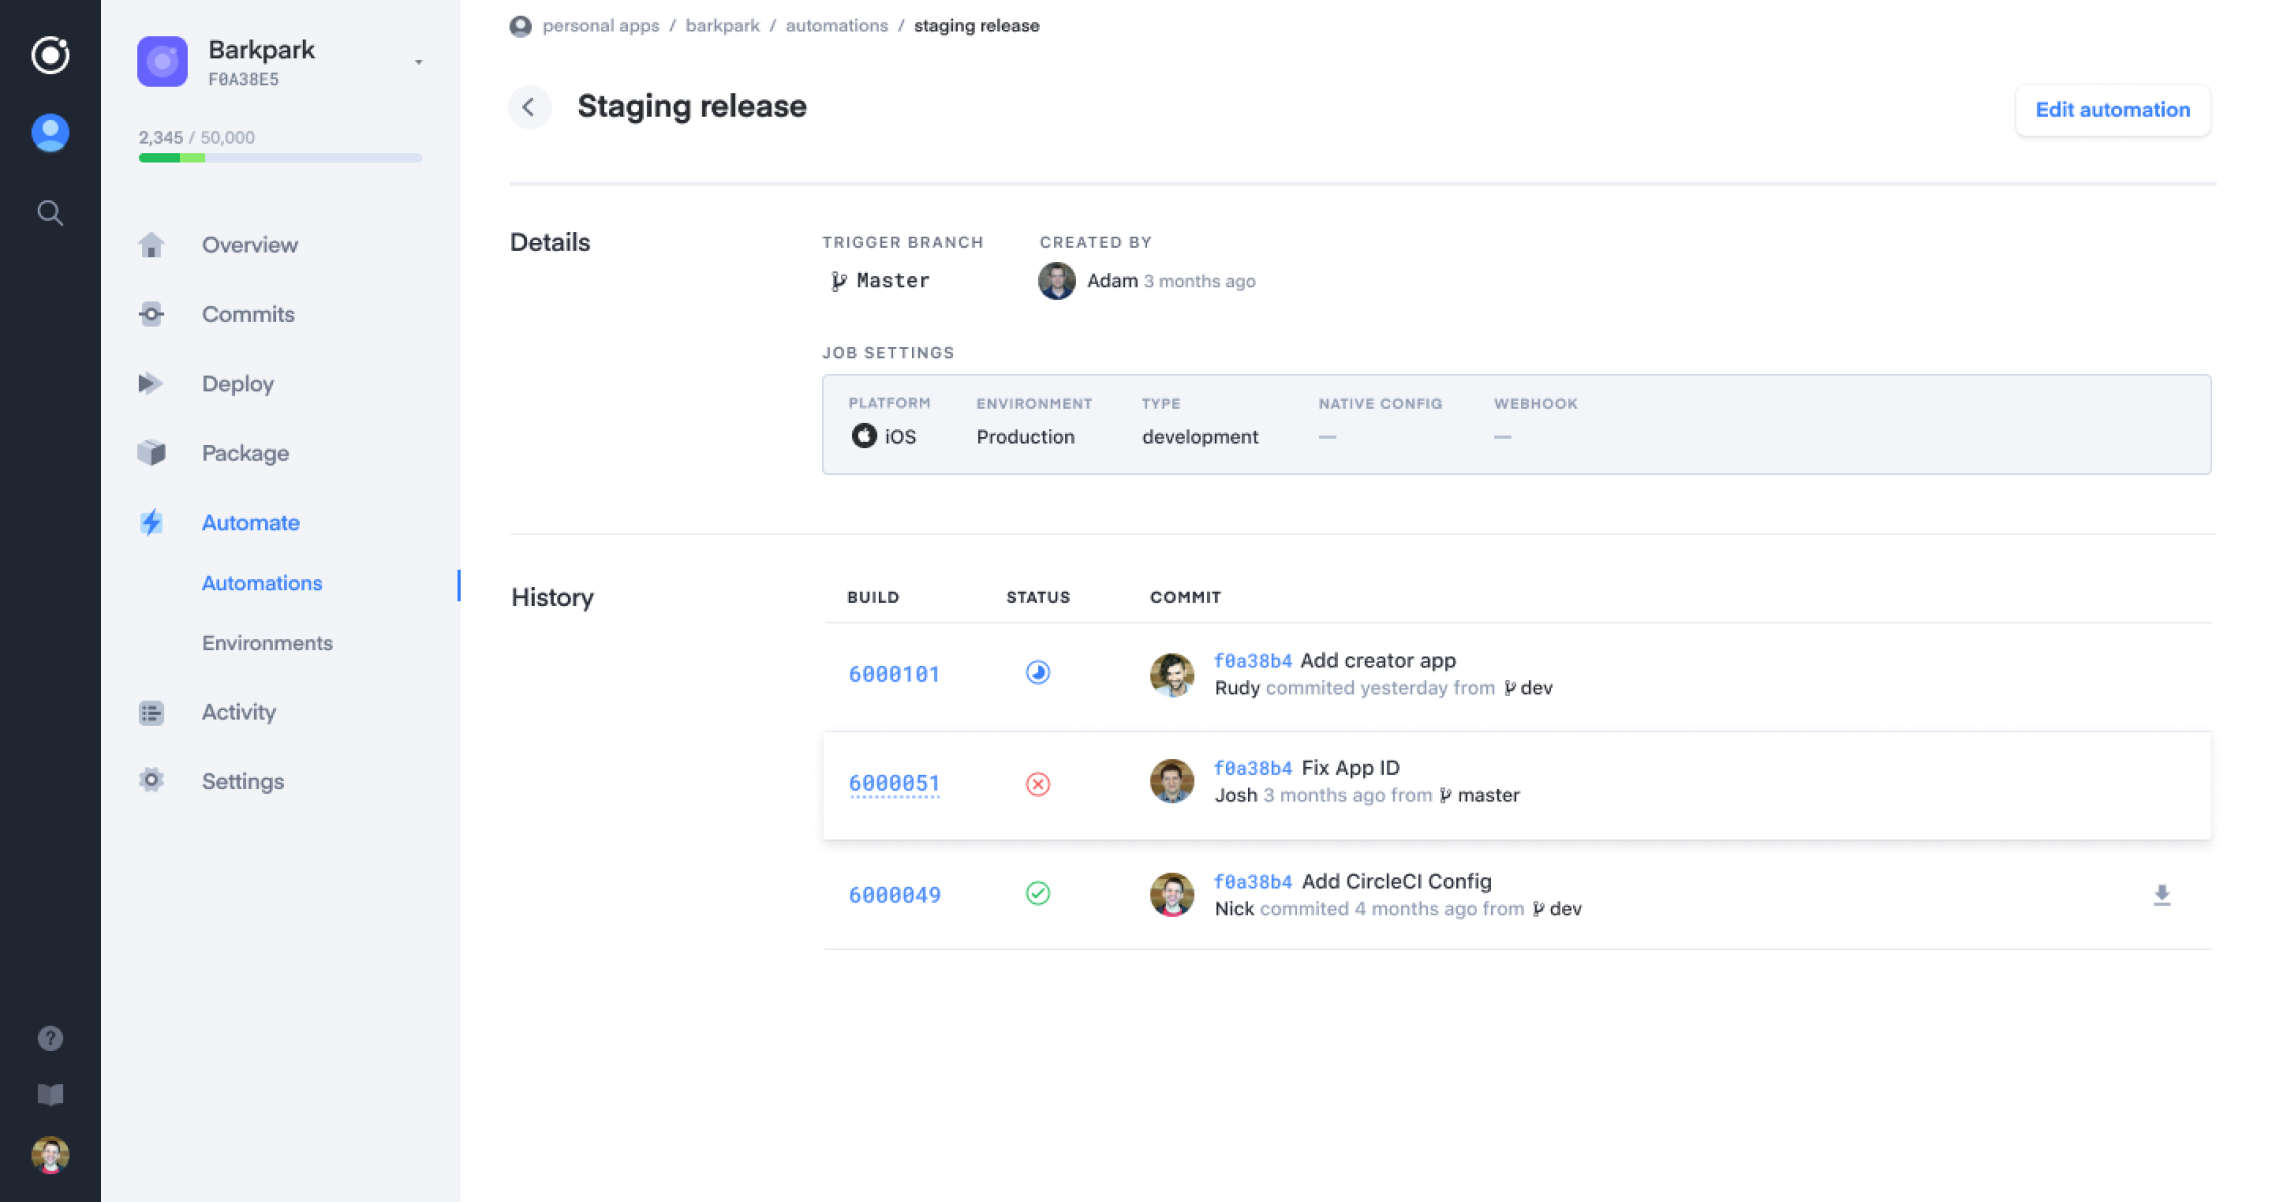 personal apps / barkpark / automations / staging release
Barkpark
F0A38E5
2,345 / 50,000
Overview
Commits
Deploy
Package
Automate
Automations
Environments
Activity
Settings
?
Staging release
Edit automation
Details
TRIGGER BRANCH
Master
CREATED BY
Adam 3 months ago
JOB SETTINGS
PLATFORM ENVIRONMENT TYPE NATIVE CONFIG WEBHOOK
iOS Production development — —
History
BUILD STATUS COMMIT
6000101
f0a38b4 Add creator app
Rudy commited yesterday from dev
6000051
f0a38b4 Fix App ID
Josh 3 months ago from master
6000049
f0a38b4 Add CircleCI Config
Nick commited 4 months ago from dev